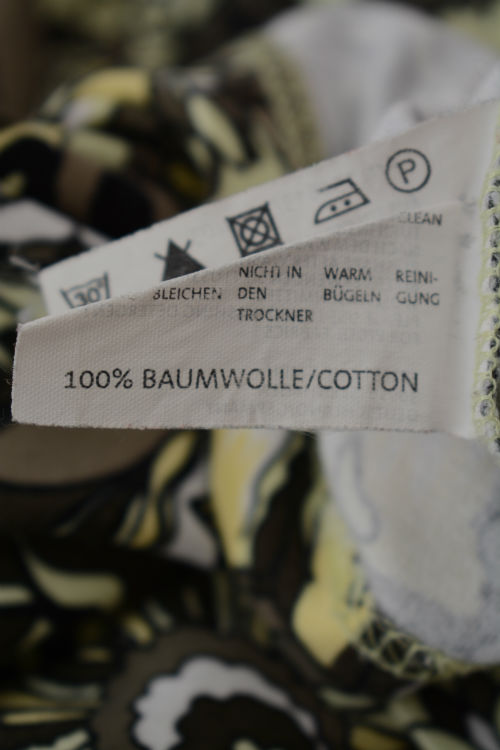 P
30°
CLEAN
BLEICHEN NICHT IN WARM REINI-
DEN BÜGELN GUNG
TROCKNER
100% BAUMWOLLE/COTTON